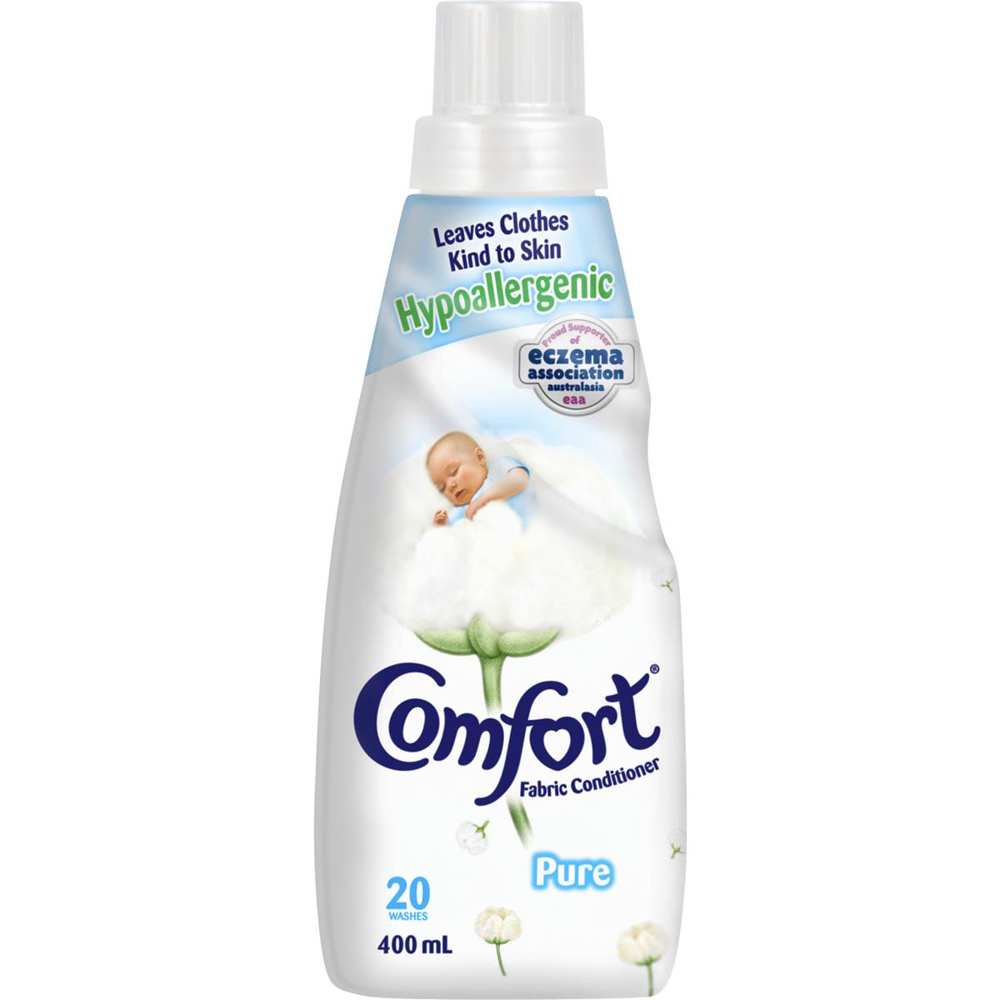 Leaves Clothes
Kind to Skin
Hypoallergenic
Proud Supporter
of
eczema
association
australasia
eaa
Comfort®
Fabric Conditioner
Pure
20
WASHES
400 mL